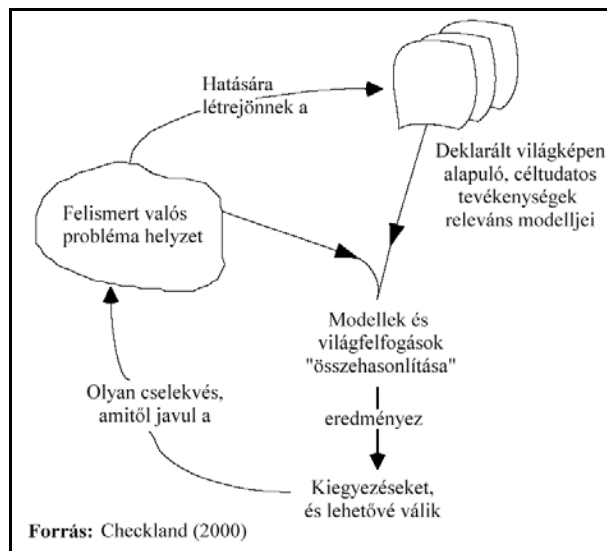 Hatására
létrejönnek a
Deklarált világképen
alapuló, céltudatos
tevékenységek
releváns modelljei
Felismert valós
probléma helyzet
Modellek és
világfelfogások
"összehasonlítása"
eredményez
Kiegyezéseket,
és lehetővé válik
Olyan cselekvés,
amitől javul a
Forrás: Checkland (2000)